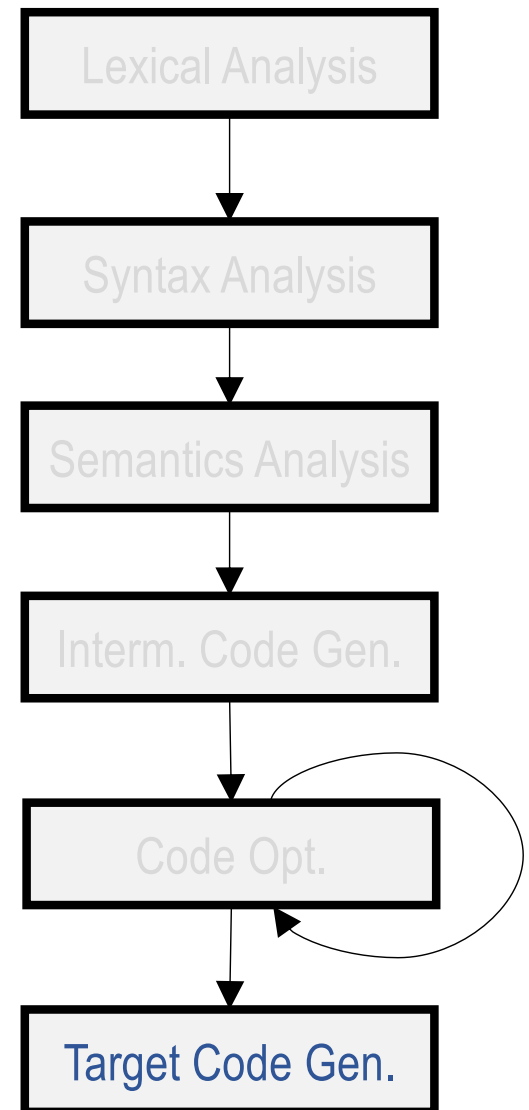 Lexical Analysis
Syntax Analysis
Semantics Analysis
Interm. Code Gen.
Code Opt.
Target Code Gen.